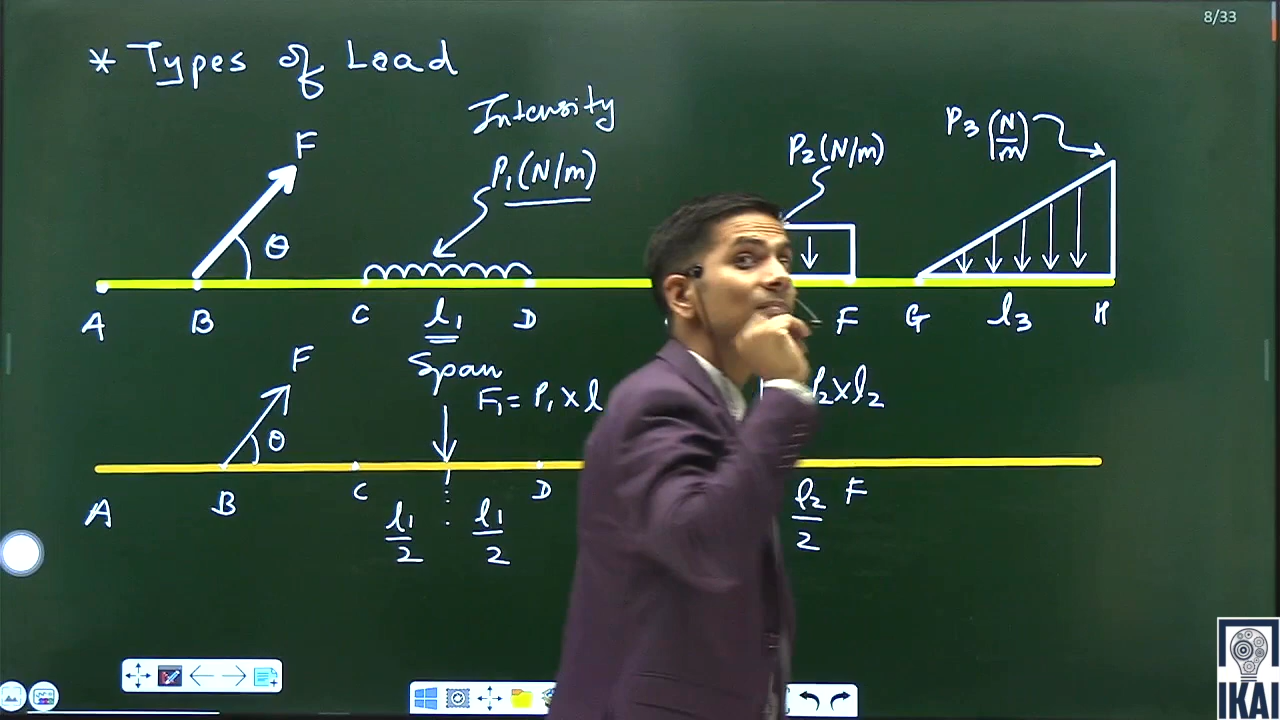 8/33
* Types of Load
Intensity
F
P₁(N/m)
P₂(N/m)
P₃(N/m)
θ
A B C l₁ D F G l₃ H
Span
F
F₁ = P₁ × l
P₂ × l₂
θ
A B C l₁/2 l₁/2 D l₂/2 F
IKAI